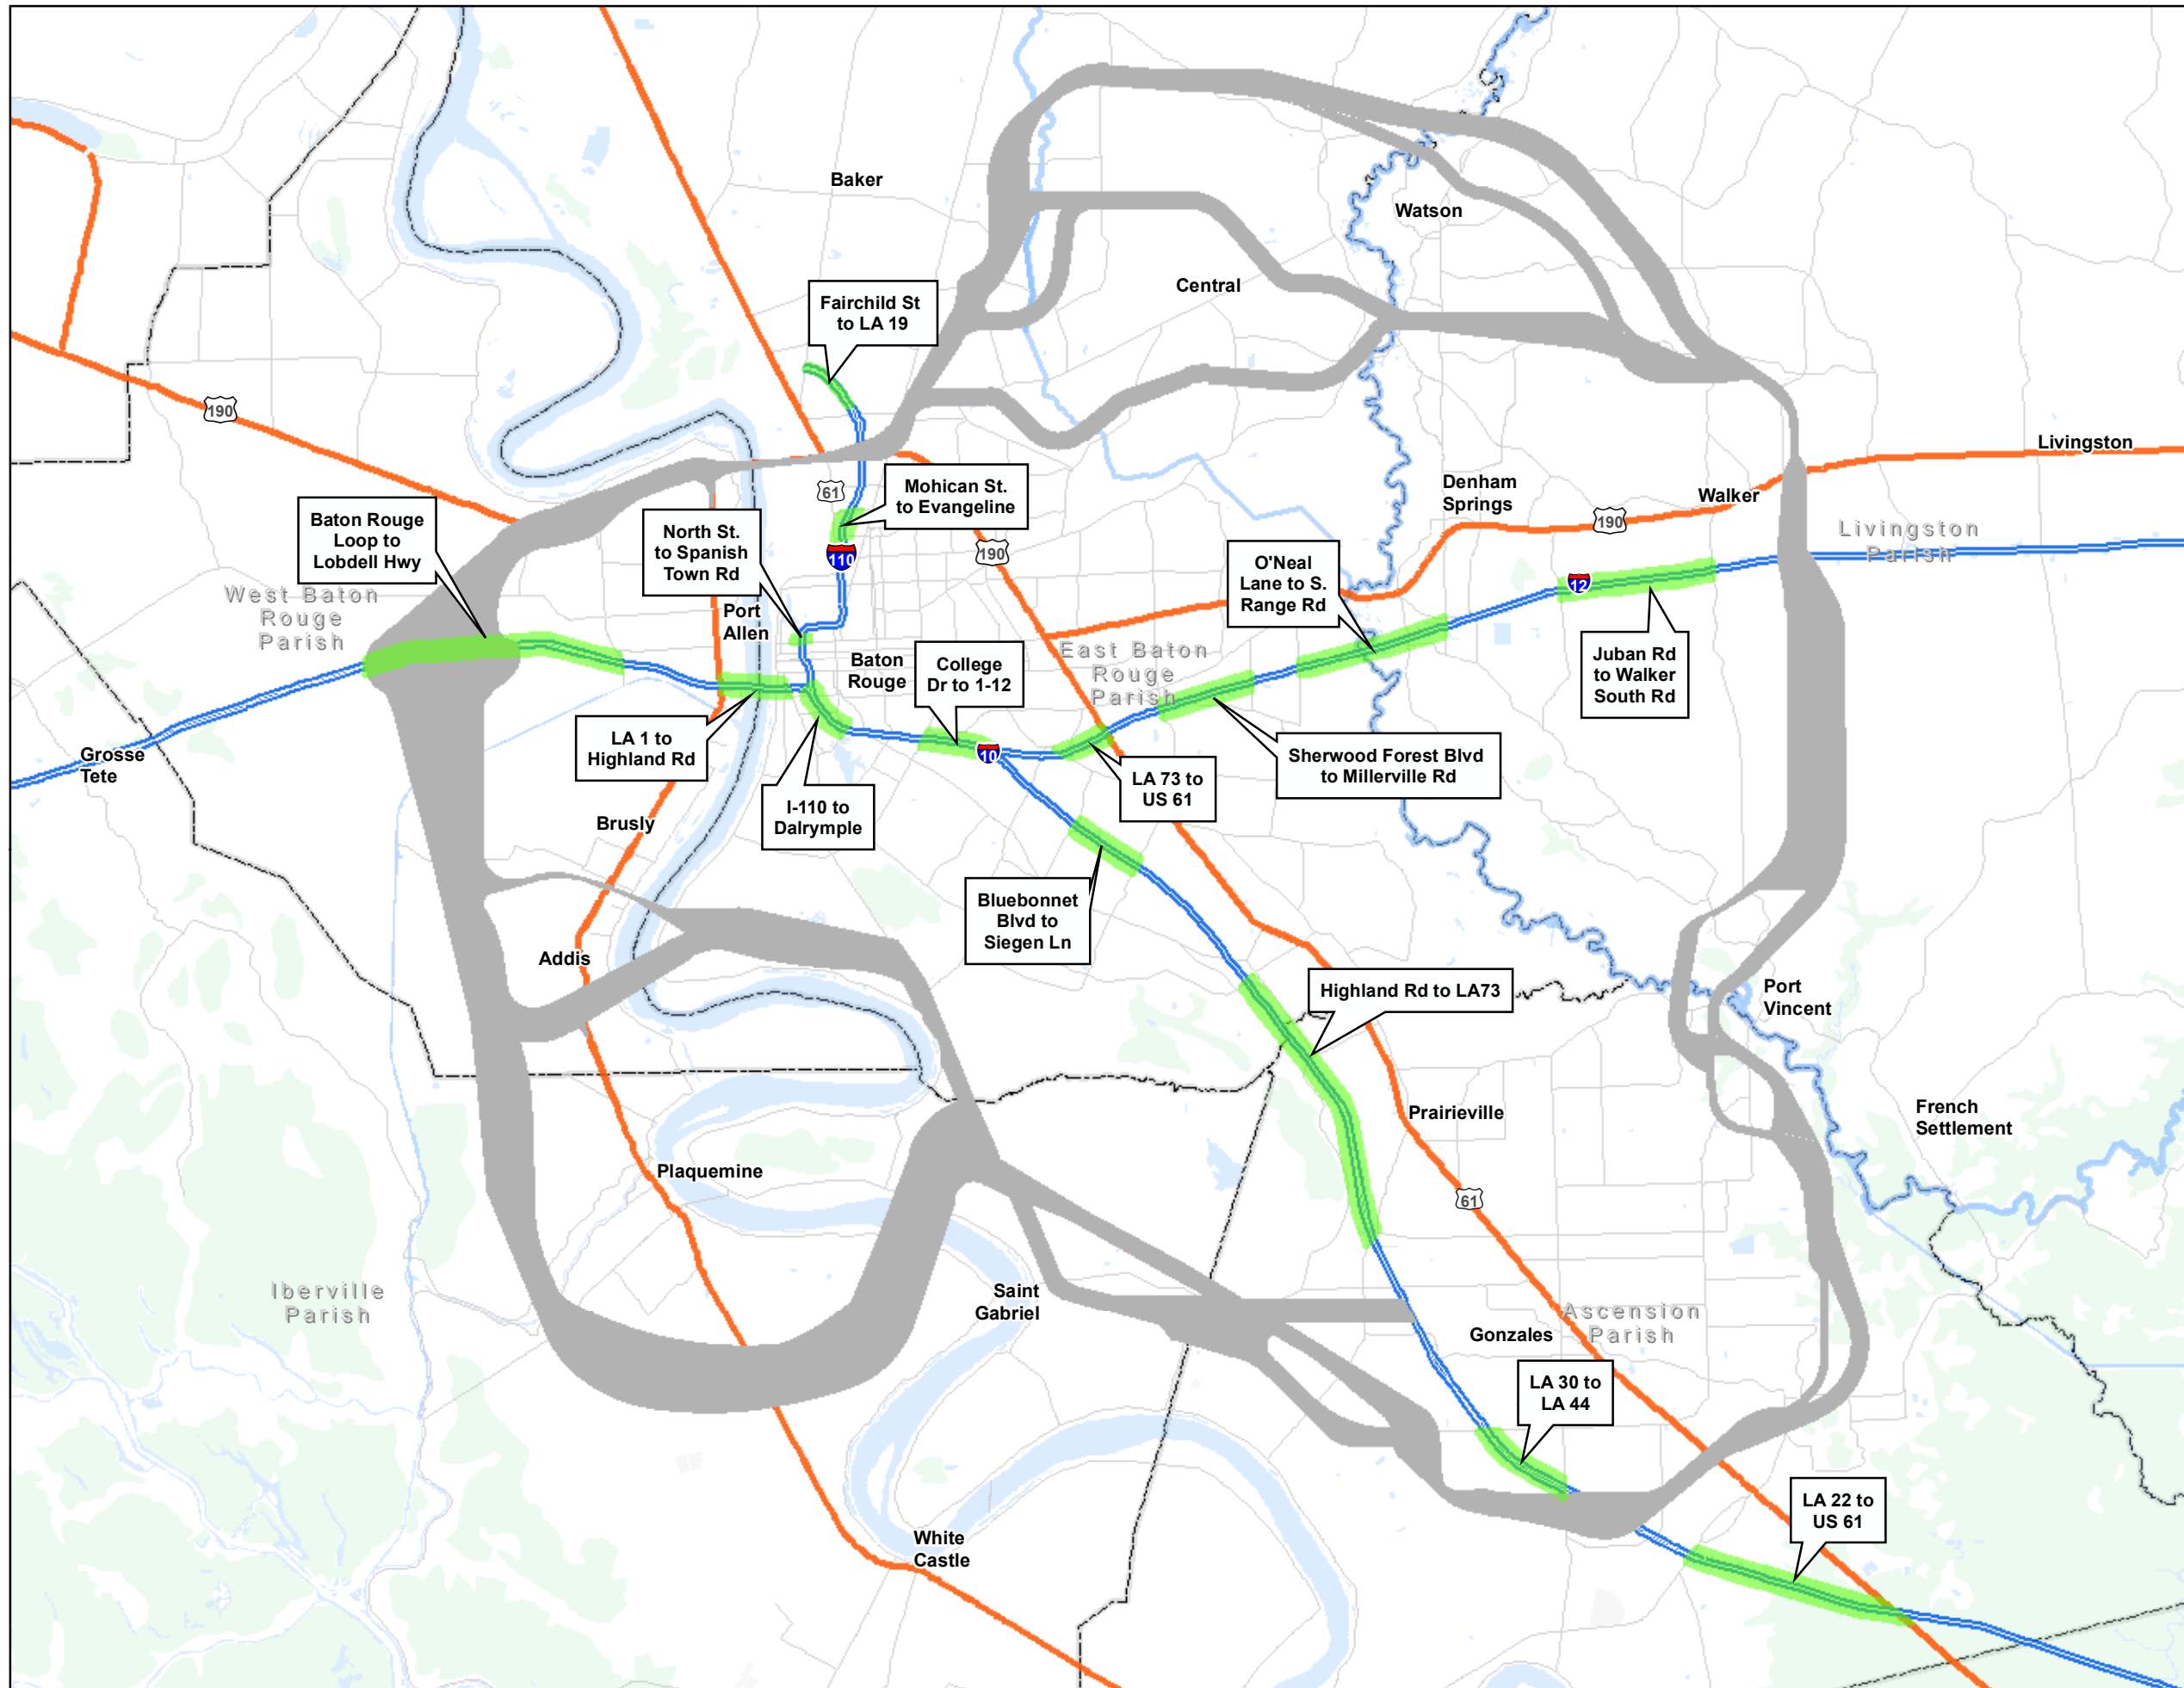 Baker
Watson
Central
Fairchild St
to LA 19
190
Livingston
61
Mohican St.
to Evangeline
Denham
Springs
Walker
190
190
Livingston
Parish
Baton Rouge
Loop to
Lobdell Hwy
North St.
to Spanish
Town Rd
110
O'Neal
Lane to S.
Range Rd
12
West Baton
Rouge
Parish
Port
Allen
Baton
Rouge
College
Dr to 1-12
East Baton
Rouge
Parish
Juban Rd
to Walker
South Rd
Grosse
Tete
LA 1 to
Highland Rd
10
Sherwood Forest Blvd
to Millerville Rd
LA 73 to
US 61
I-110 to
Dalrymple
Brusly
Bluebonnet
Blvd to
Siegen Ln
Addis
Highland Rd to LA73
Port
Vincent
Prairieville
French
Settlement
Plaquemine
61
Iberville
Parish
Saint
Gabriel
Ascension
Parish
Gonzales
LA 30 to
LA 44
LA 22 to
US 61
White
Castle